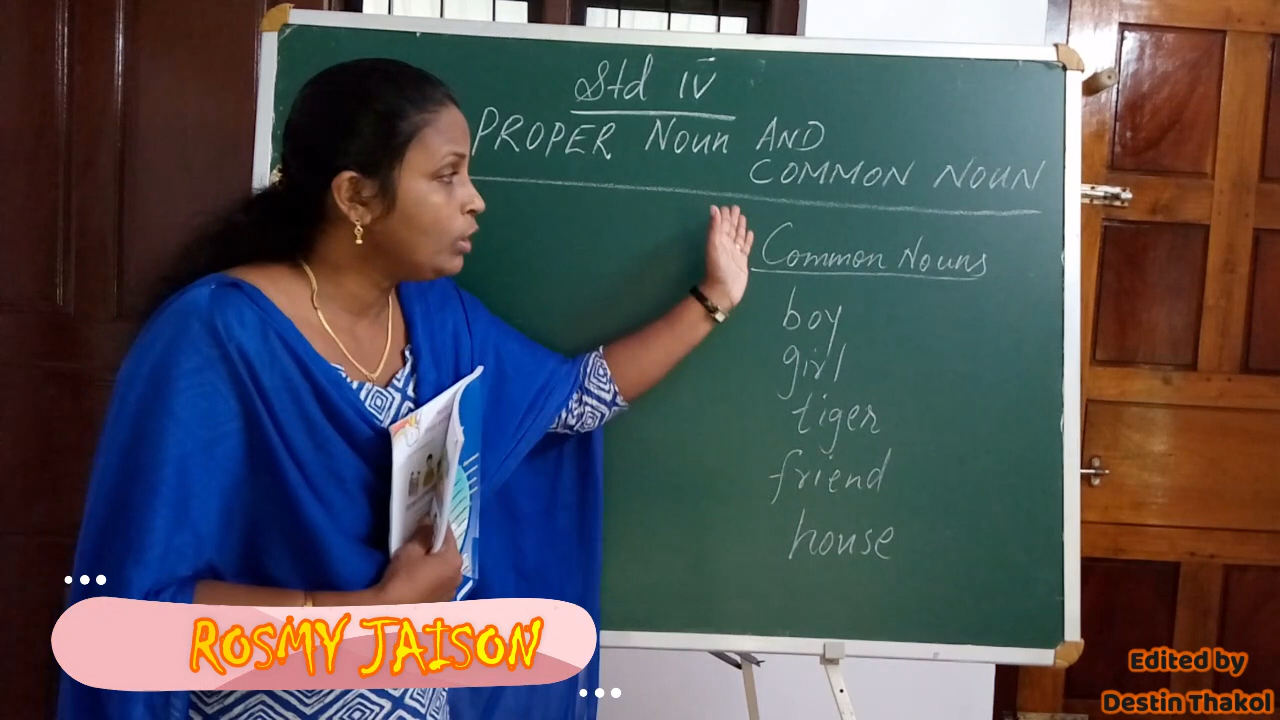 Std IV
PROPER Noun AND
COMMON NOUN
Common Nouns
boy
girl
tiger
friend
house
ROSMY JAISON
Edited by
Destin Thakol